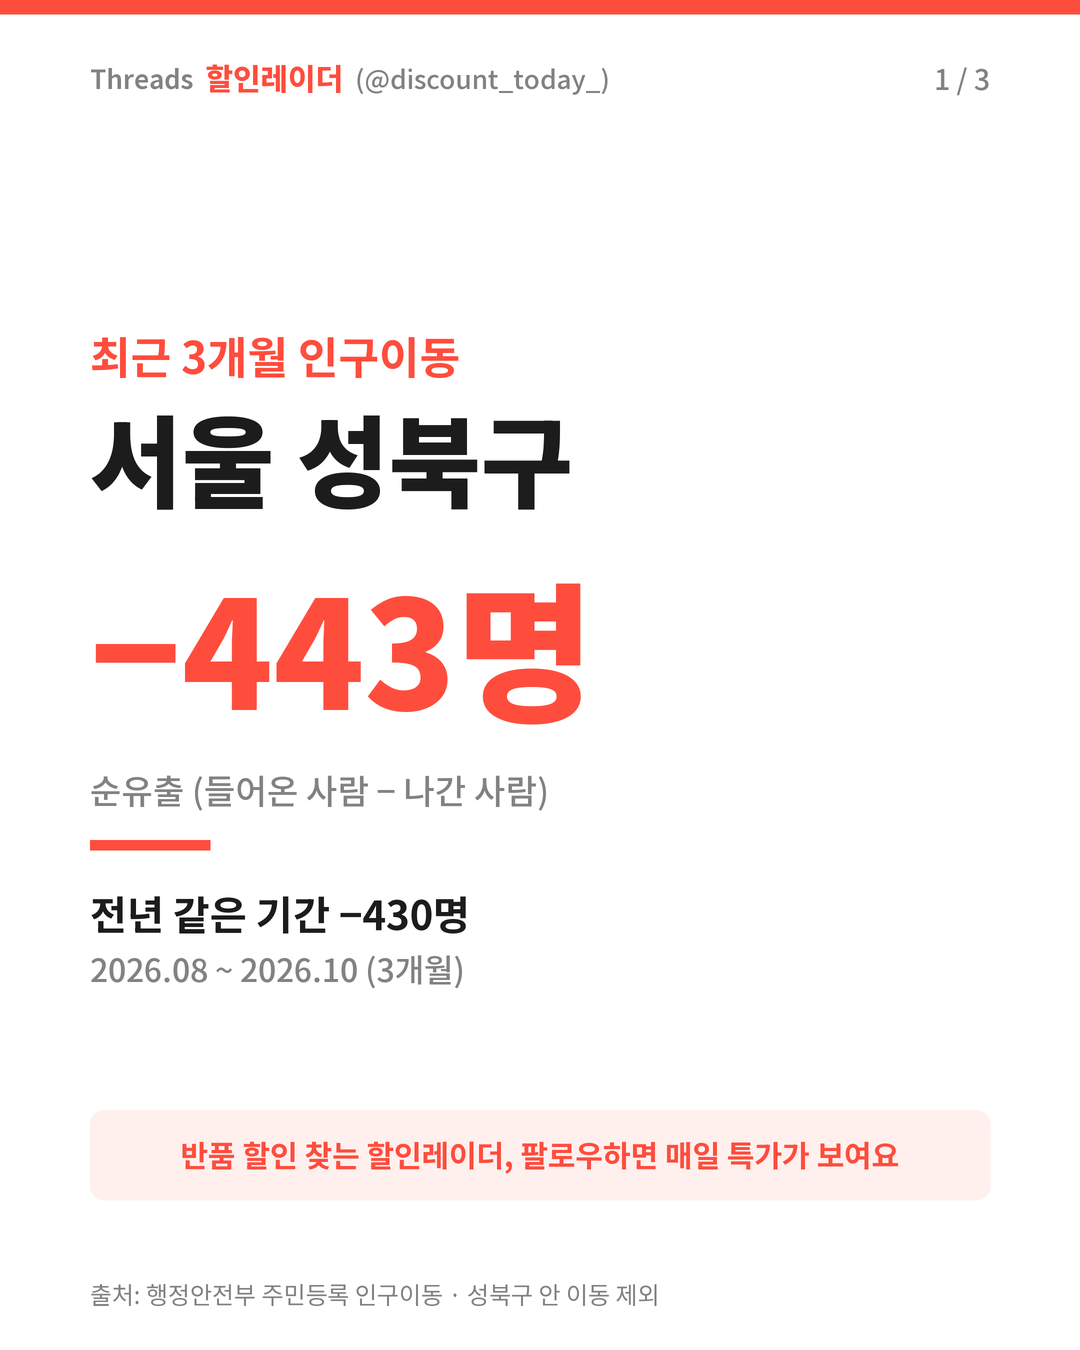 Threads 할인레이더 (@discount_today_)
1 / 3
최근 3개월 인구이동
서울 성북구
−443명
순유출 (들어온 사람 − 나간 사람)
전년 같은 기간 −430명
2026.08 ~ 2026.10 (3개월)
반품 할인 찾는 할인레이더, 팔로우하면 매일 특가가 보여요
출처: 행정안전부 주민등록 인구이동 · 성북구 안 이동 제외